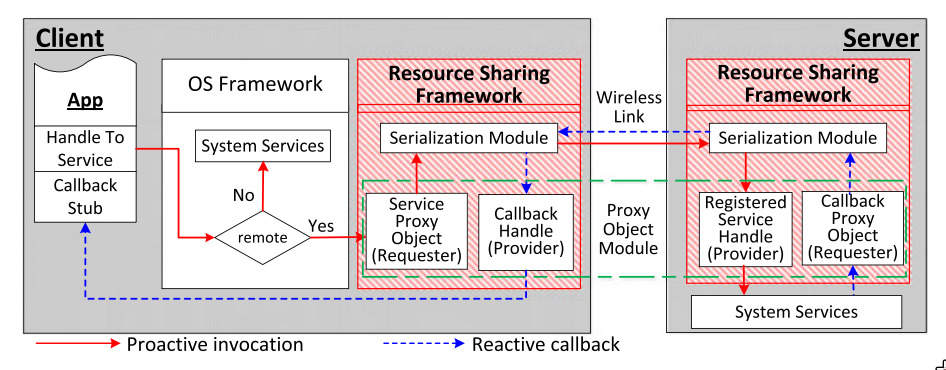 Client
App
Handle To
Service
Callback
Stub
OS Framework
System Services
No
remote
Yes
Resource Sharing
Framework
Serialization Module
Service
Proxy
Object
(Requester)
Callback
Handle
(Provider)
Wireless
Link
Proxy
Object
Module
Server
Resource Sharing
Framework
Serialization Module
Registered
Service
Handle
(Provider)
Callback
Proxy
Object
(Requester)
System Services
Proactive invocation
Reactive callback